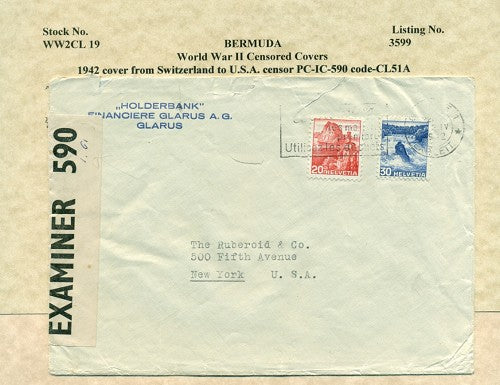 Stock No.
WW2CL 19
BERMUDA
Listing No.
3599
World War II Censored Covers
1942 cover from Switzerland to U.S.A. censor PC-IC-590 code-CL51A
„HOLDERBANK"
FINANCIERE GLARUS A. G.
GLARUS
Utili
20 HELVETIA
30 HELVETIA
EXAMINER 590
The Ruberoid & Co.
500 Fifth Avenue
New York U. S. A.